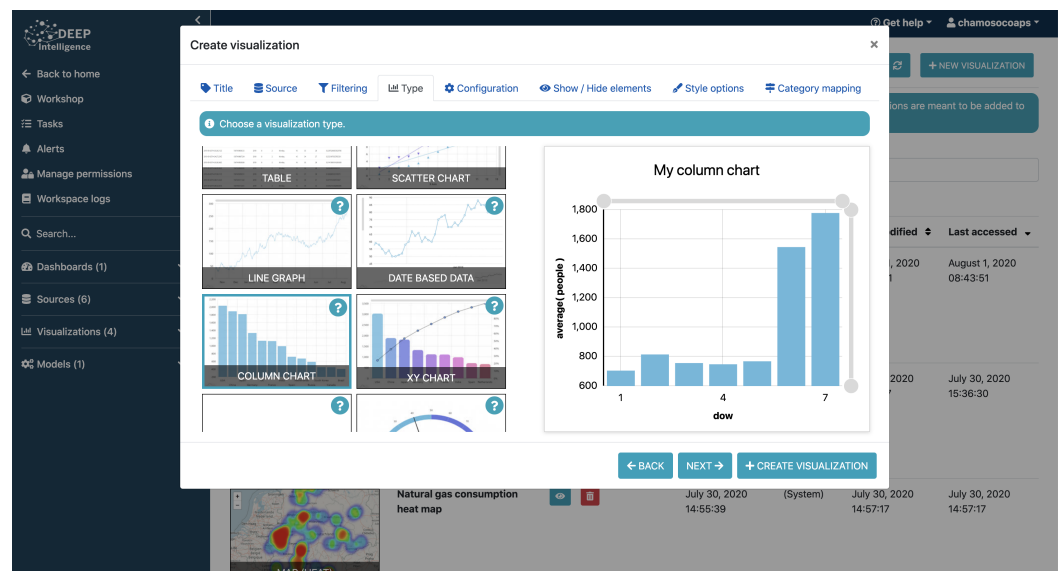 DEEP
Intelligence
Get help
chamosocoaps
Back to home
Workshop
Tasks
Alerts
Manage permissions
Workspace logs
Search...
Dashboards (1)
Sources (6)
Visualizations (4)
Models (1)
NEW VISUALIZATION
ions are meant to be added to
Create visualization
×
Title
Source
Filtering
Type
Configuration
Show / Hide elements
Style options
Category mapping
Choose a visualization type.
TABLE
SCATTER CHART
LINE GRAPH
DATE BASED DATA
COLUMN CHART
XY CHART
My column chart
1,800
1,600
1,400
1,200
1,000
800
600
average( people )
1
4
7
dow
BACK
NEXT
CREATE VISUALIZATION
dified
Last accessed
, 2020
August 1, 2020
08:43:51
2020
July 30, 2020
15:36:30
Natural gas consumption
heat map
July 30, 2020
14:55:39
(System)
July 30, 2020
14:57:17
July 30, 2020
14:57:17